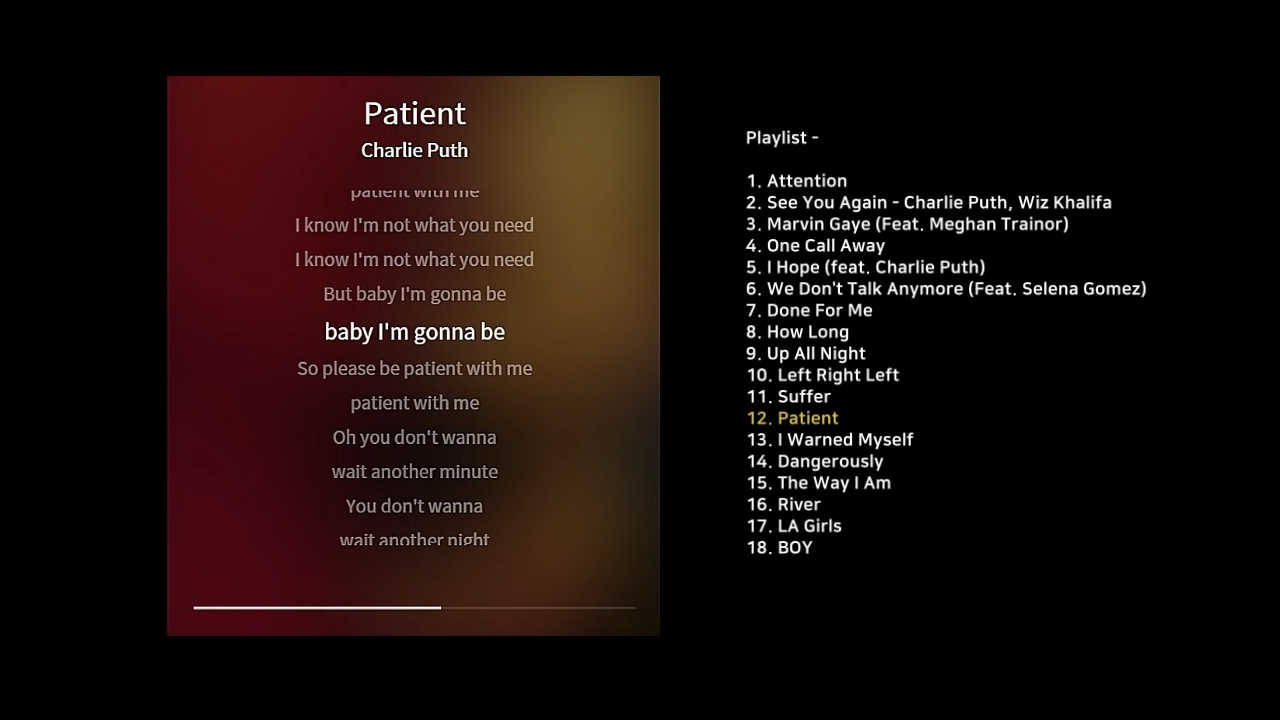 Patient
Charlie Puth
patient with me
I know I'm not what you need
I know I'm not what you need
But baby I'm gonna be
baby I'm gonna be
So please be patient with me
patient with me
Oh you don't wanna
wait another minute
You don't wanna
wait another night
Playlist -
1. Attention
2. See You Again - Charlie Puth, Wiz Khalifa
3. Marvin Gaye (Feat. Meghan Trainor)
4. One Call Away
5. I Hope (feat. Charlie Puth)
6. We Don't Talk Anymore (Feat. Selena Gomez)
7. Done For Me
8. How Long
9. Up All Night
10. Left Right Left
11. Suffer
12. Patient
13. I Warned Myself
14. Dangerously
15. The Way I Am
16. River
17. LA Girls
18. BOY